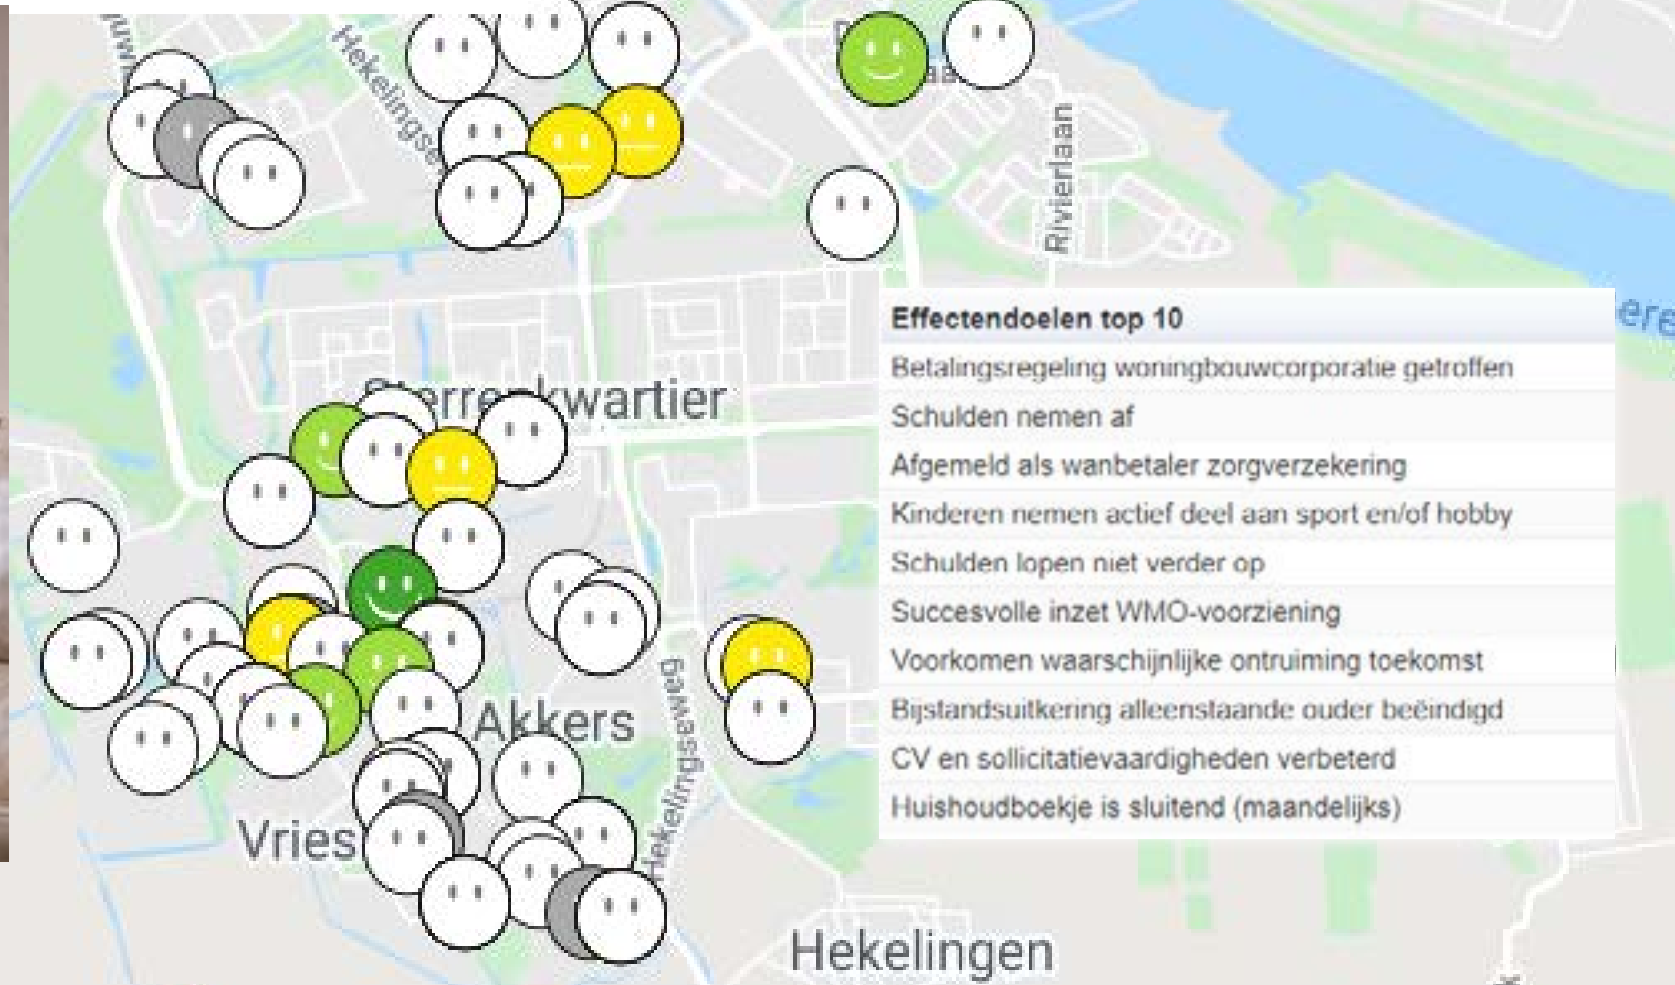 Rivierlaan
Effectendoelen top 10
Betalingsregeling woningbouwcorporatie getroffen
Schulden nemen af
Afgemeld als wanbetaler zorgverzekering
Kinderen nemen actief deel aan sport en/of hobby
Schulden lopen niet verder op
Succesvolle inzet WMO-voorziening
Voorkomen waarschijnlijke ontruiming toekomst
Bijstandsuitkering alleenstaande ouder beëindigd
CV en sollicitatievaardigheden verbeterd
Huishoudboekje is sluitend (maandelijks)
Sterrenkwartier
Akkers
Hekelingseweg
Vries
Hekelingen